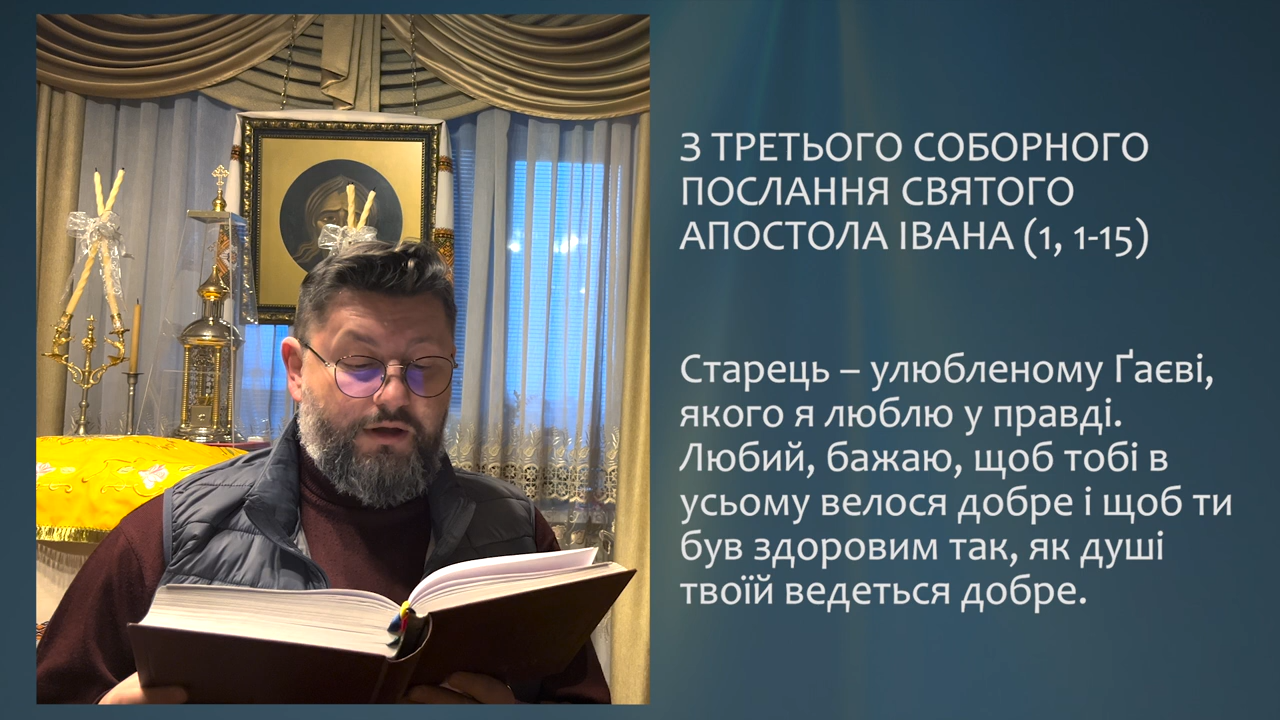 З ТРЕТЬОГО СОБОРНОГО
ПОСЛАННЯ СВЯТОГО
АПОСТОЛА ІВАНА (1, 1-15)
Старець – улюбленому Ґаєві,
якого я люблю у правді.
Любий, бажаю, щоб тобі в
усьому велося добре і щоб ти
був здоровим так, як душі
твоїй ведеться добре.